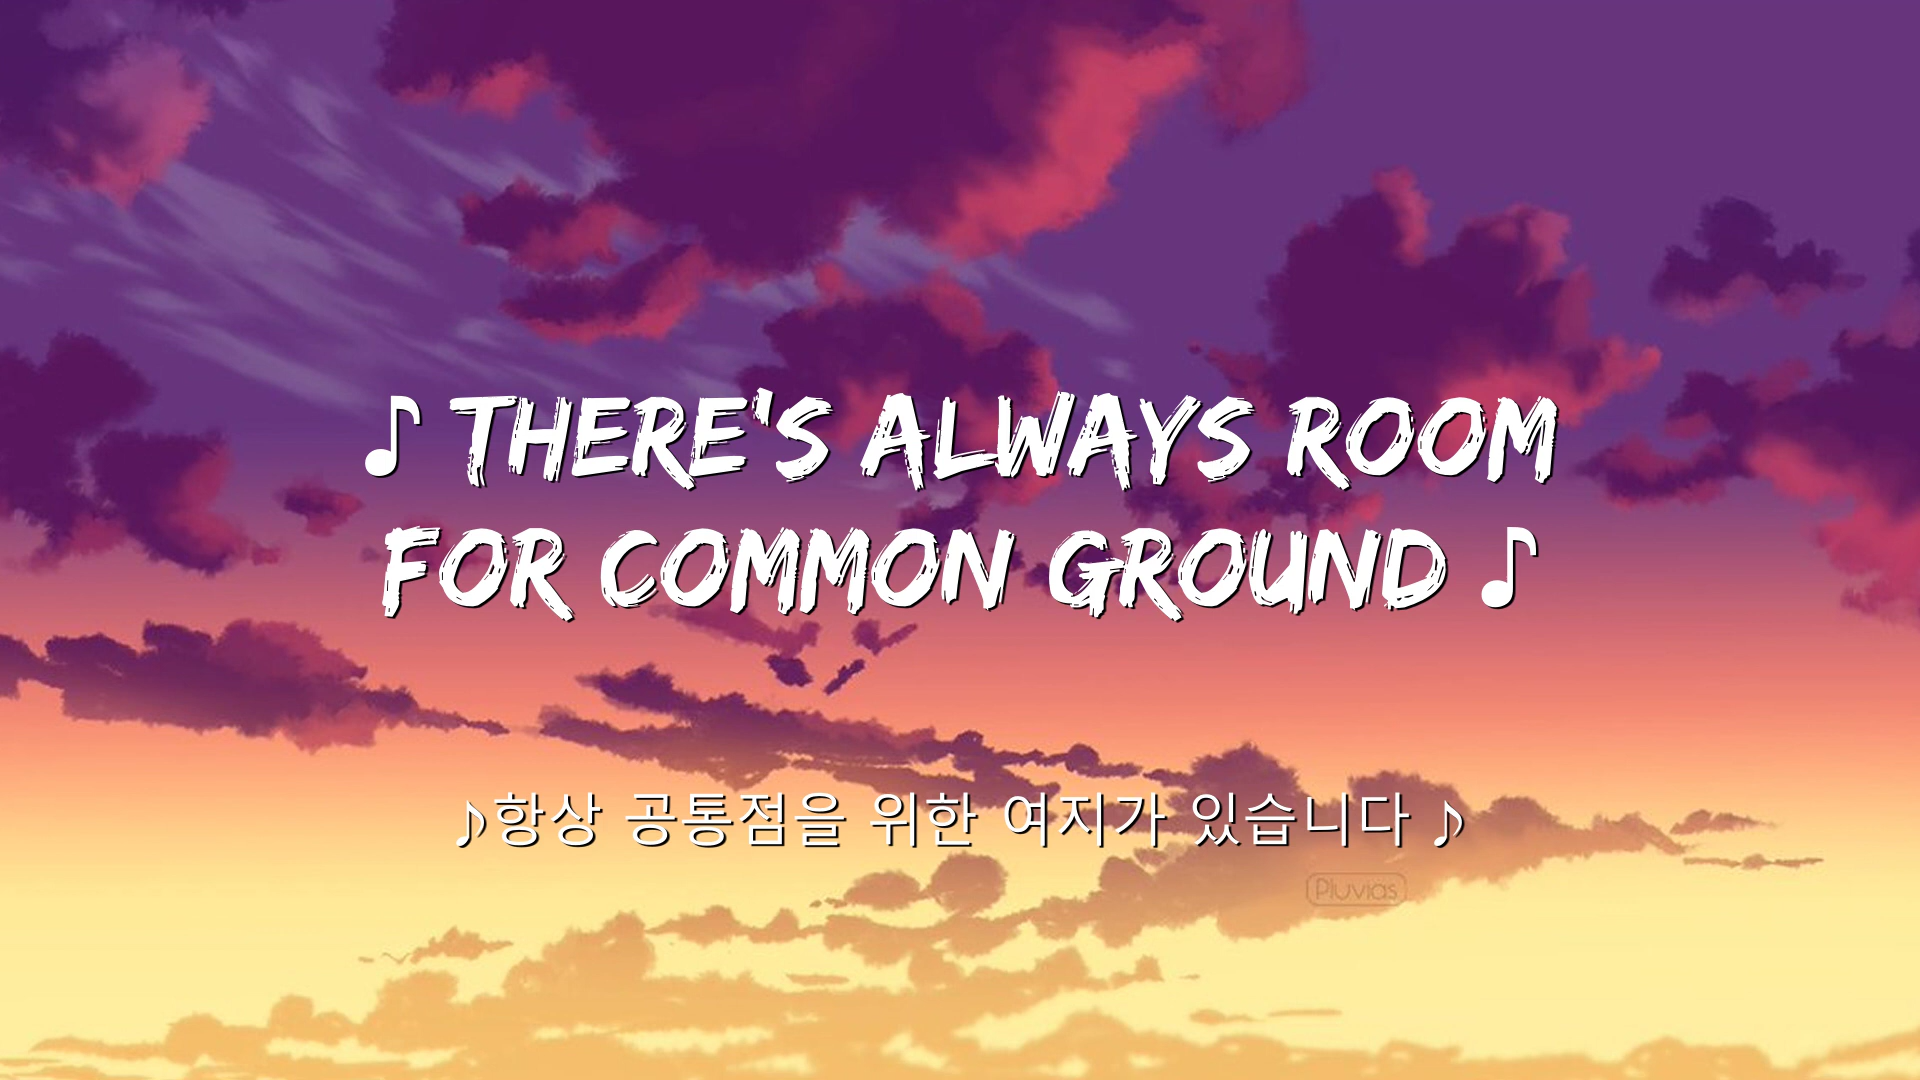 ♪ THERE'S ALWAYS ROOM
FOR COMMON GROUND ♪
♪항상 공통점을 위한 여지가 있습니다 ♪
Pluvias